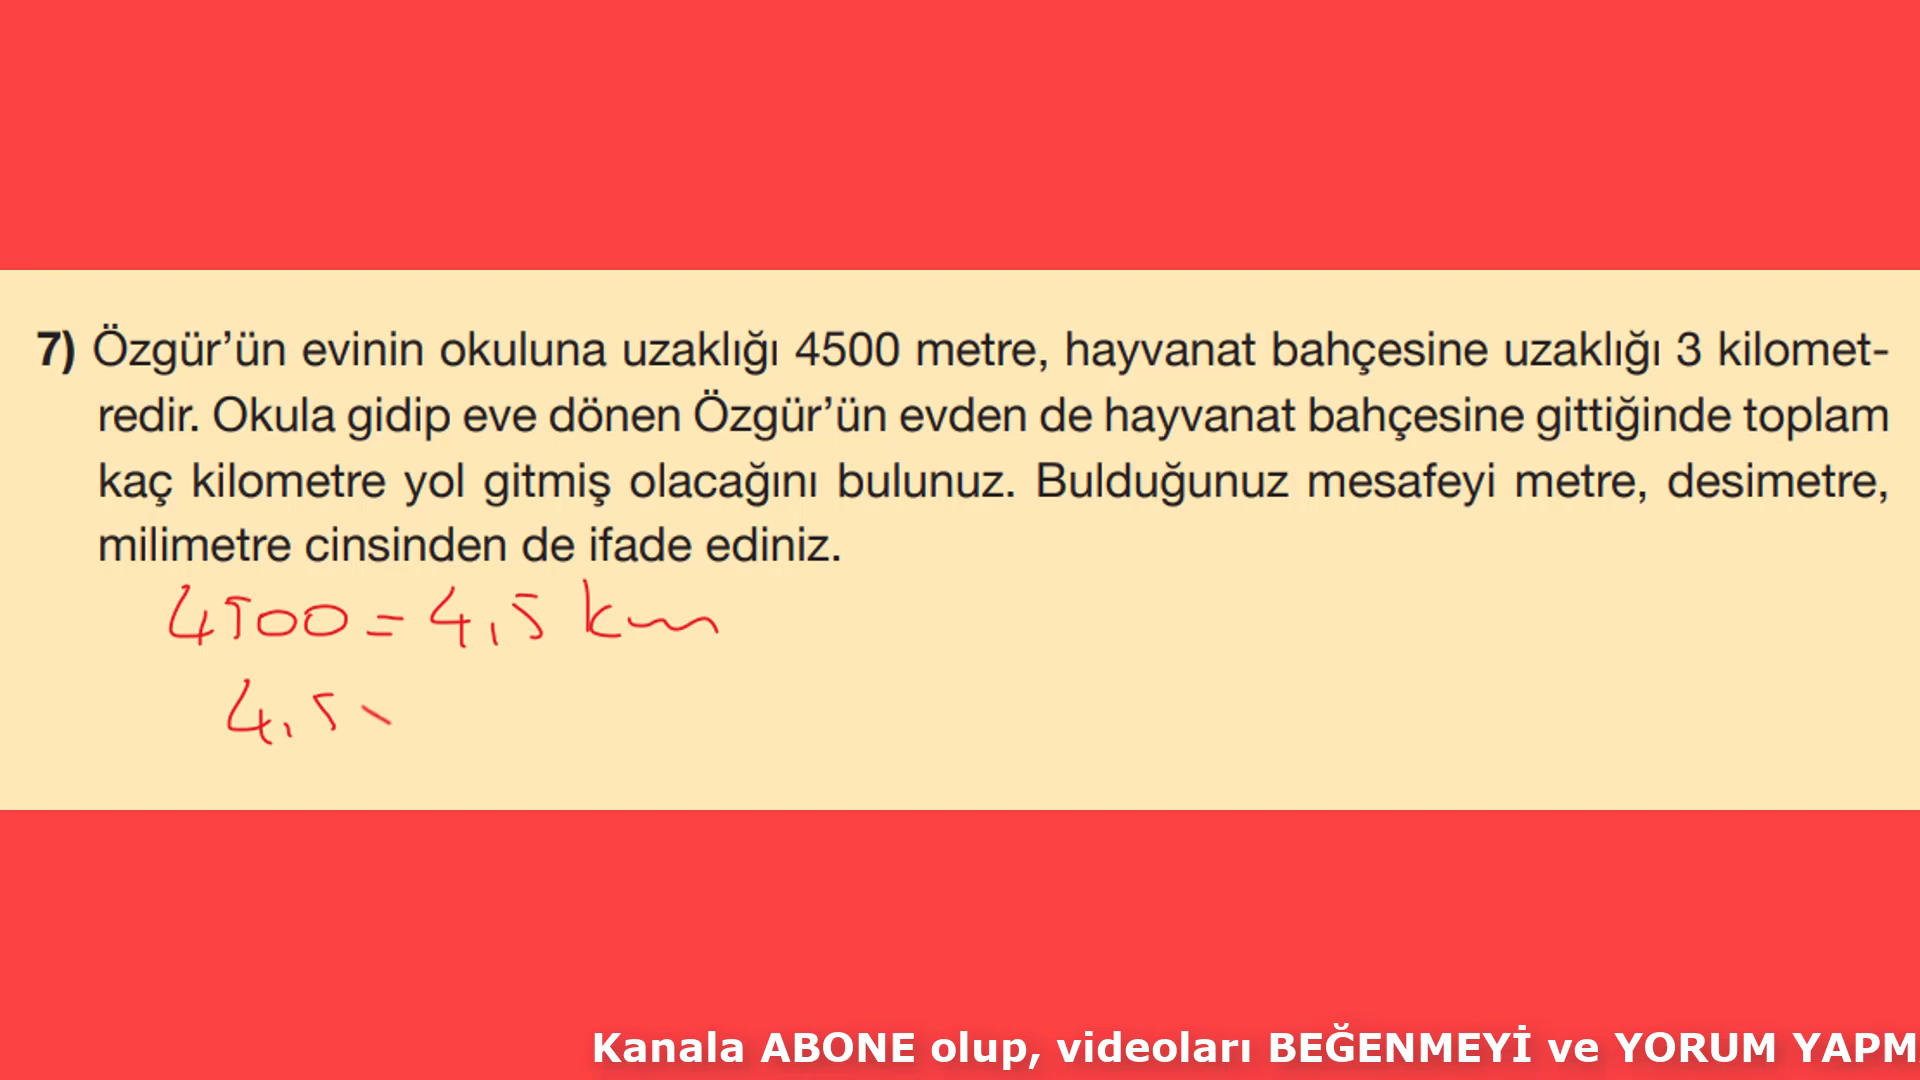 7) Özgür’ün evinin okuluna uzaklığı 4500 metre, hayvanat bahçesine uzaklığı 3 kilomet-
redir. Okula gidip eve dönen Özgür’ün evden de hayvanat bahçesine gittiğinde toplam
kaç kilometre yol gitmiş olacağını bulunuz. Bulduğunuz mesafeyi metre, desimetre,
milimetre cinsinden de ifade ediniz.
4500 = 4,5 km
4,5
Kanala ABONE olup, videoları BEĞENMEYİ ve YORUM YAPM